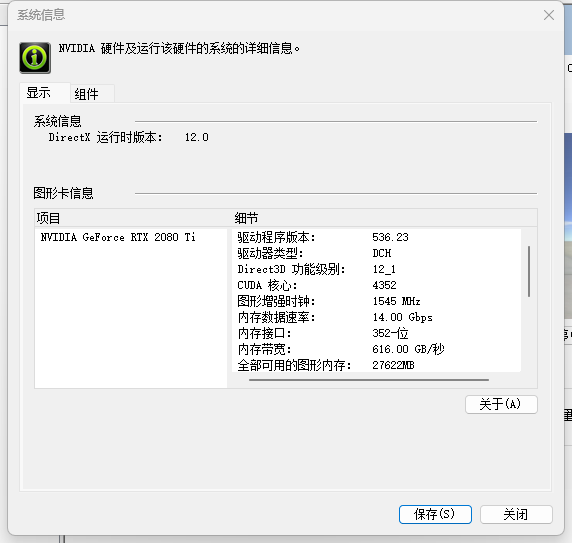 系统信息
NVIDIA 硬件及运行该硬件的系统的详细信息。
显示 组件
系统信息
DirectX 运行时版本： 12.0
图形卡信息
项目 细节
NVIDIA GeForce RTX 2080 Ti
驱动程序版本： 536.23
驱动器类型： DCH
Direct3D 功能级别： 12_1
CUDA 核心： 4352
图形增强时钟： 1545 MHz
内存数据速率： 14.00 Gbps
内存接口： 352-位
内存带宽： 616.00 GB/秒
全部可用的图形内存： 27622MB
关于(A)
保存(S) 关闭